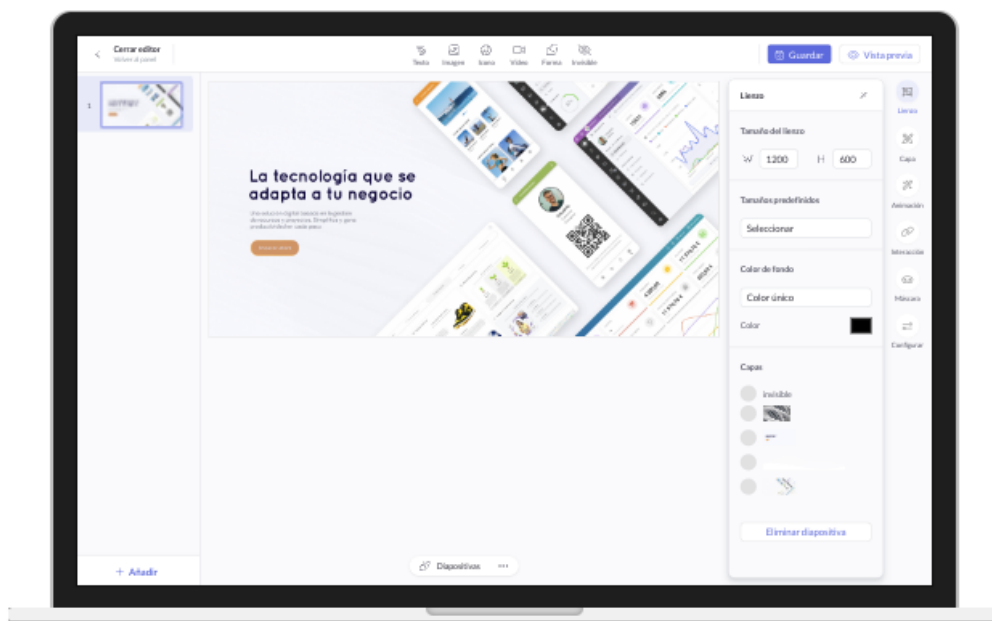 Cerrar editor
Volver al panel
Texto
Imagen
Icono
Vídeo
Forma
Invisible
Guardar
Vista previa
1
La tecnología que se
adapta a tu negocio
Lienzo
Tamaño del lienzo
W 1200 H 600
Tamaños predefinidos
Seleccionar
Color de fondo
Color único
Color
Capas
invisible
Eliminar diapositiva
Lienzo
Capa
Animación
Interacción
Máscara
Configurar
+ Añadir
Diapositivas